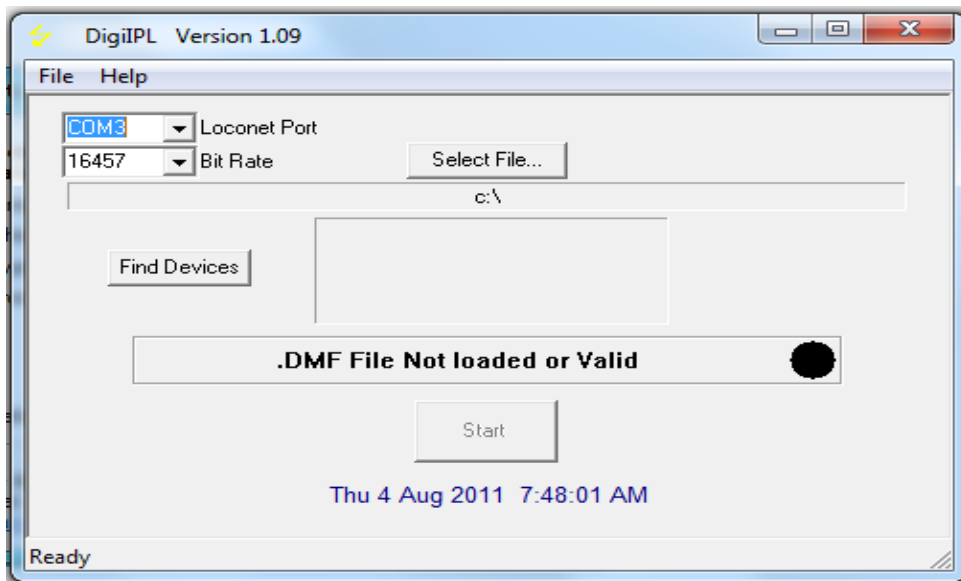 DigiIPL Version 1.09
File Help
COM3 Loconet Port
16457 Bit Rate Select File...
c:\
Find Devices
.DMF File Not loaded or Valid
Start
Thu 4 Aug 2011 7:48:01 AM
Ready